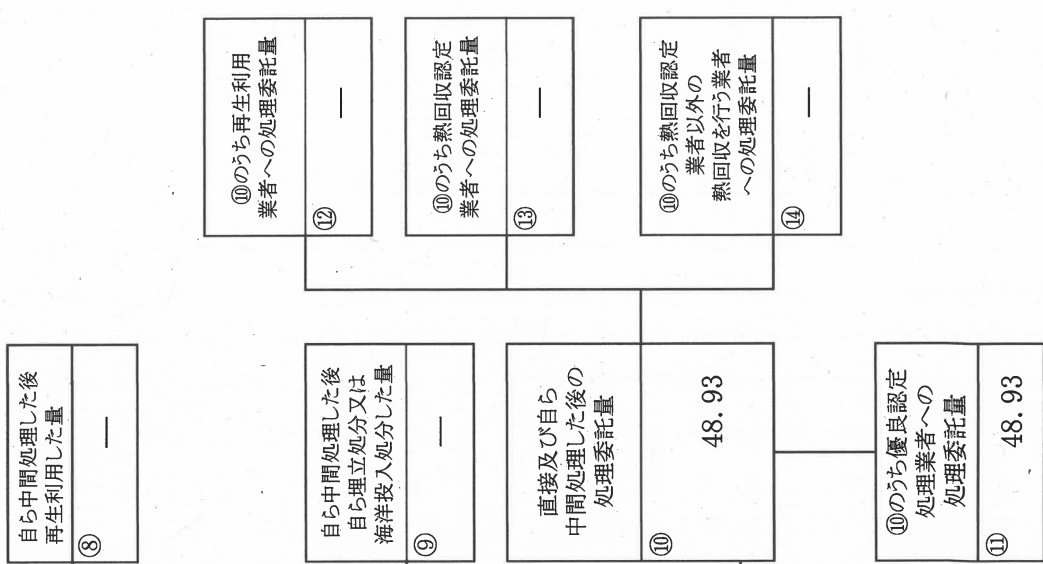 自ら中間処理した後
再生利用した量
⑧
―
自ら中間処理した後
自ら埋立処分又は
海洋投入処分した量
⑨
―
直接及び自ら
中間処理した後の
処理委託量
⑩
48.93
⑩のうち優良認定
処理業者への
処理委託量
⑪
48.93
⑩のうち再生利用
業者への処理委託量
⑫
―
⑩のうち熱回収認定
業者への処理委託量
⑬
―
⑩のうち熱回収認定
業者以外の
熱回収を行う業者
への処理委託量
⑭
―